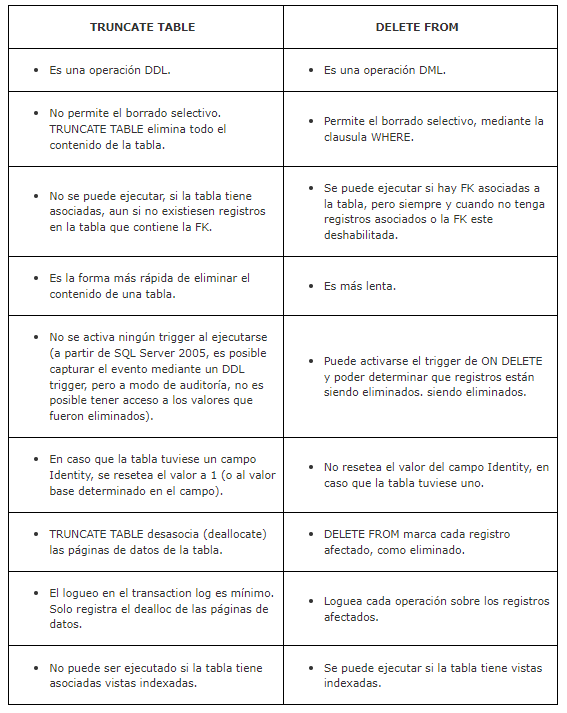 TRUNCATE TABLE
DELETE FROM
Es una operación DDL.
Es una operación DML.
No permite el borrado selectivo.
TRUNCATE TABLE elimina todo el
contenido de la tabla.
Permite el borrado selectivo, mediante la
clausula WHERE.
No se puede ejecutar, si la tabla tiene
asociadas, aun si no existiesen registros
en la tabla que contiene la FK.
Se puede ejecutar si hay FK asociadas a
la tabla, pero siempre y cuando no tenga
registros asociados o la FK este
deshabilitada.
Es la forma más rápida de eliminar el
contenido de una tabla.
Es más lenta.
No se activa ningún trigger al ejecutarse
(a partir de SQL Server 2005, es posible
capturar el evento mediante un DDL
trigger, pero a modo de auditoría, no es
posible tener acceso a los valores que
fueron eliminados).
Puede activarse el trigger de ON DELETE
y poder determinar que registros están
siendo eliminados. siendo eliminados.
En caso que la tabla tuviese un campo
Identity, se resetea el valor a 1 (o al valor
base determinado en el campo).
No resetea el valor del campo Identity, en
caso que la tabla tuviese uno.
TRUNCATE TABLE desasocia (deallocate)
las páginas de datos de la tabla.
DELETE FROM marca cada registro
afectado, como eliminado.
El logueo en el transaction log es mínimo.
Solo registra el dealloc de las páginas de
datos.
Loguea cada operación sobre los registros
afectados.
No puede ser ejecutado si la tabla tiene
asociadas vistas indexadas.
Se puede ejecutar si la tabla tiene vistas
indexadas.